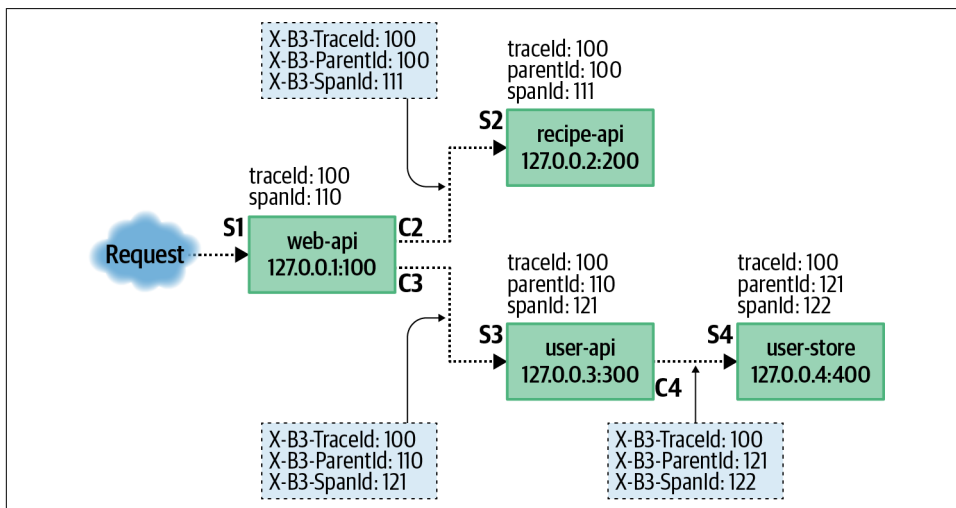 X-B3-TraceId: 100
X-B3-ParentId: 100
X-B3-SpanId: 111
traceId: 100
parentId: 100
spanId: 111
S2
recipe-api
127.0.0.2:200
traceId: 100
spanId: 110
Request
S1
web-api
127.0.0.1:100
C2
C3
traceId: 100
parentId: 110
spanId: 121
S3
user-api
127.0.0.3:300
C4
traceId: 100
parentId: 121
spanId: 122
S4
user-store
127.0.0.4:400
X-B3-TraceId: 100
X-B3-ParentId: 110
X-B3-SpanId: 121
X-B3-TraceId: 100
X-B3-ParentId: 121
X-B3-SpanId: 122